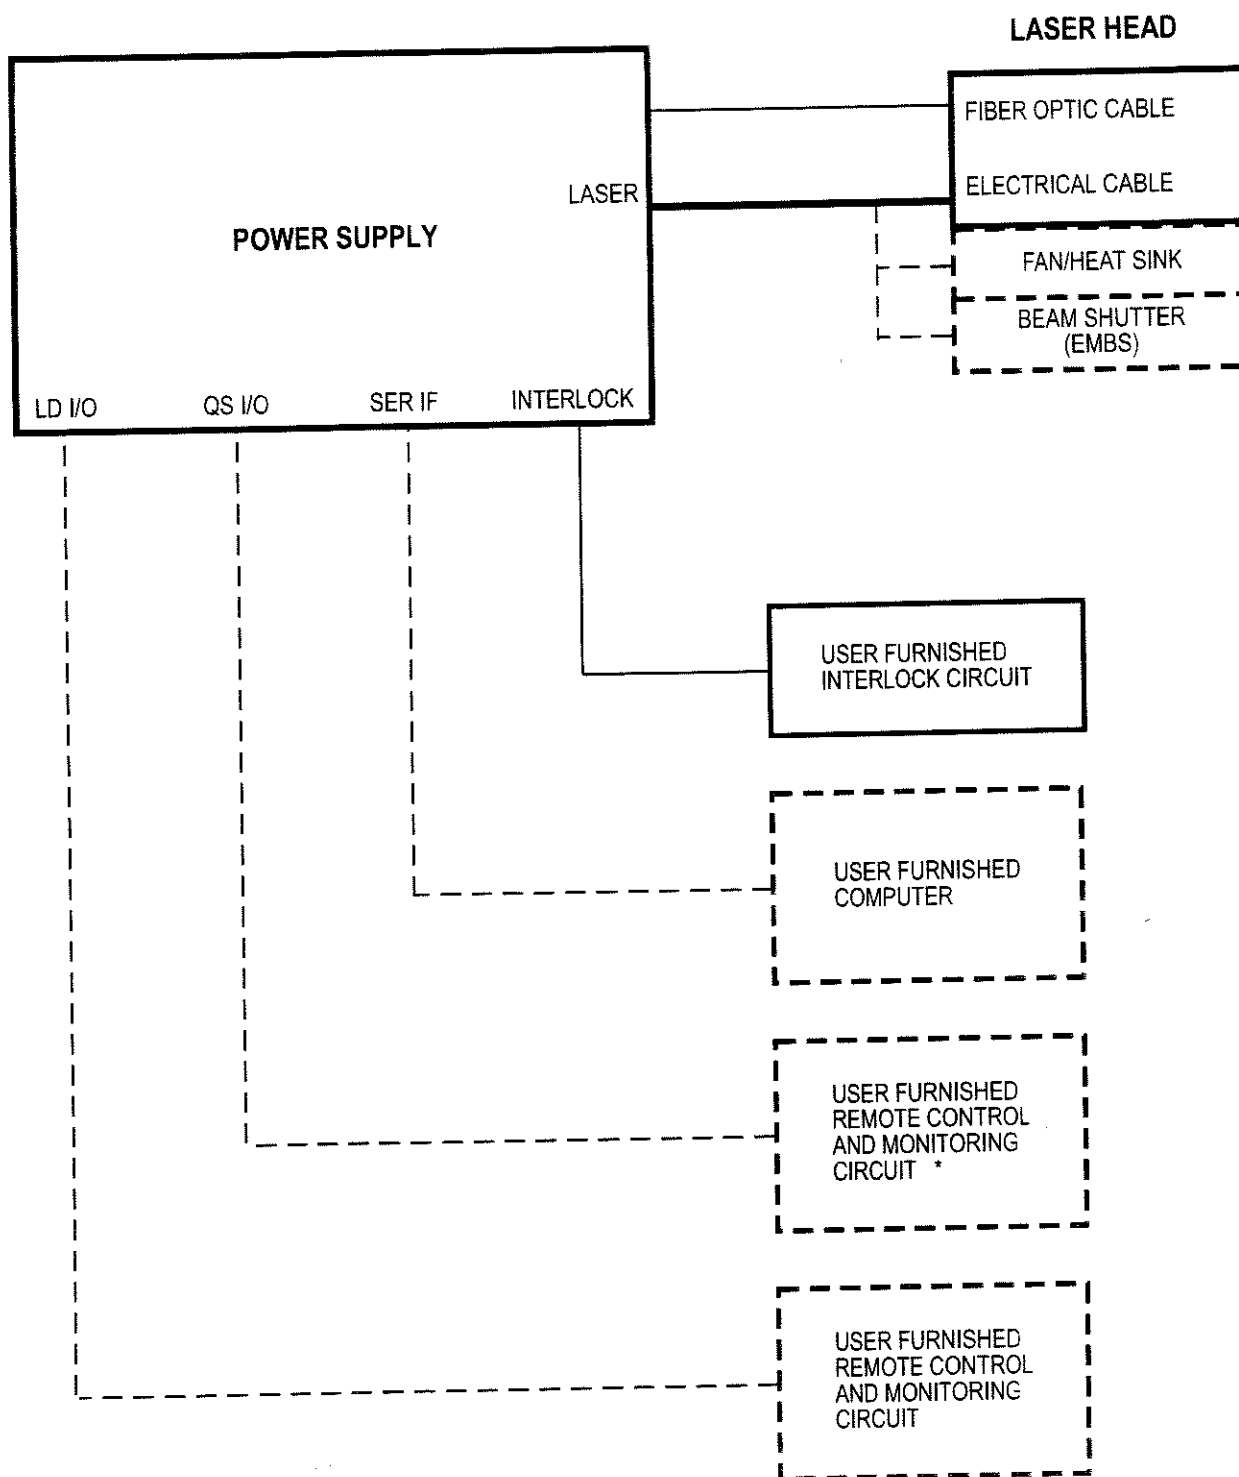 LASER HEAD
FIBER OPTIC CABLE
LASER
ELECTRICAL CABLE
POWER SUPPLY
FAN/HEAT SINK
BEAM SHUTTER
(EMBS)
LD I/O
QS I/O
SER IF
INTERLOCK
USER FURNISHED
INTERLOCK CIRCUIT
USER FURNISHED
COMPUTER
USER FURNISHED
REMOTE CONTROL
AND MONITORING
CIRCUIT *
USER FURNISHED
REMOTE CONTROL
AND MONITORING
CIRCUIT